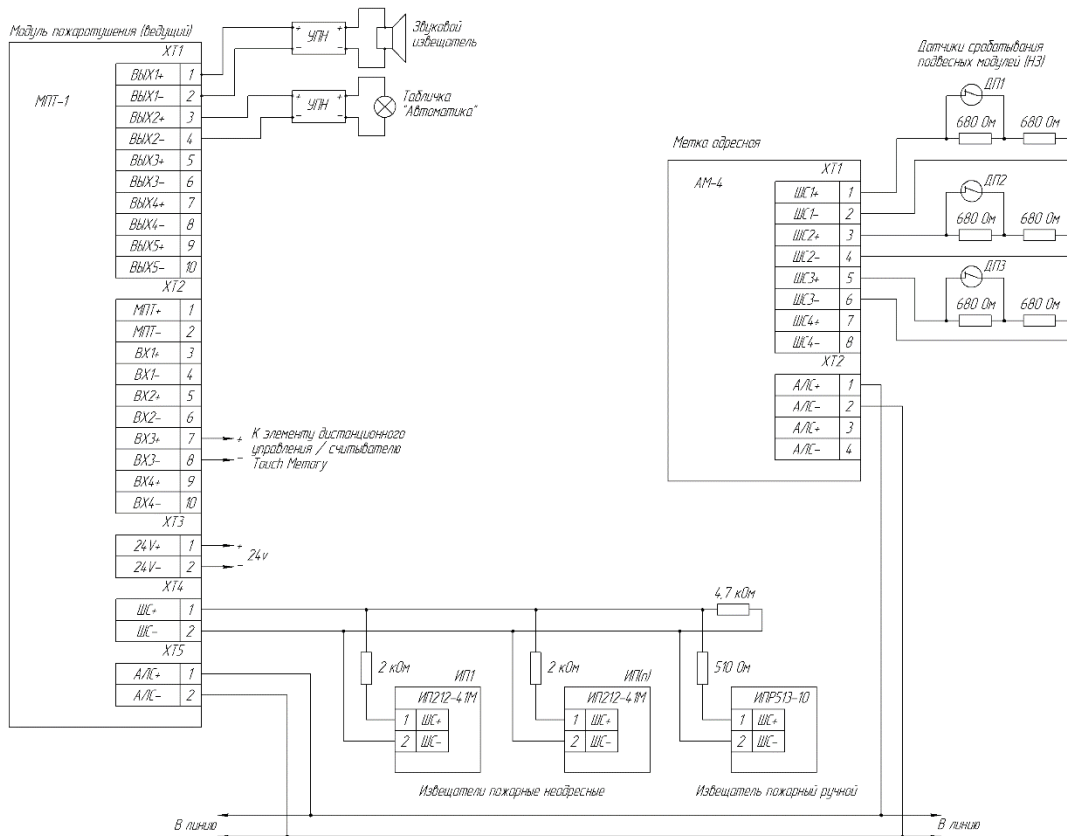 Модуль пожаротушения (ведущий)
МПТ-1
XT1
ВЫХ1+ 1
ВЫХ1- 2
ВЫХ2+ 3
ВЫХ2- 4
ВЫХ3+ 5
ВЫХ3- 6
ВЫХ4+ 7
ВЫХ4- 8
ВЫХ5+ 9
ВЫХ5- 10
XT2
МПТ+ 1
МПТ- 2
ВХ1+ 3
ВХ1- 4
ВХ2+ 5
ВХ2- 6
ВХ3+ 7
ВХ3- 8
ВХ4+ 9
ВХ4- 10
XT3
24V+ 1
24V- 2
XT4
ШС+ 1
ШС- 2
XT5
АЛС+ 1
АЛС- 2
+ УПН +
- -
Звуковой
извещатель
+ УПН +
- -
Табличка
"Автоматика"
+ К элементу дистанционного
управления / считывателю
- Touch Memory
+
24v
-
4,7 кОм
2 кОм
ИП1
ИП212-41М
1 ШС+
2 ШС-
2 кОм
ИП(n)
ИП212-41М
1 ШС+
2 ШС-
510 Ом
ИПР513-10
1 ШС+
2 ШС-
Извещатели пожарные неадресные
Извещатель пожарный ручной
В линию
В линию
Метка адресная
АМ-4
XT1
ШС1+ 1
ШС1- 2
ШС2+ 3
ШС2- 4
ШС3+ 5
ШС3- 6
ШС4+ 7
ШС4- 8
XT2
АЛС+ 1
АЛС- 2
АЛС+ 3
АЛС- 4
Датчики срабатывания
подвесных модулей (НЗ)
ДП1
680 Ом 680 Ом
ДП2
680 Ом 680 Ом
ДП3
680 Ом 680 Ом